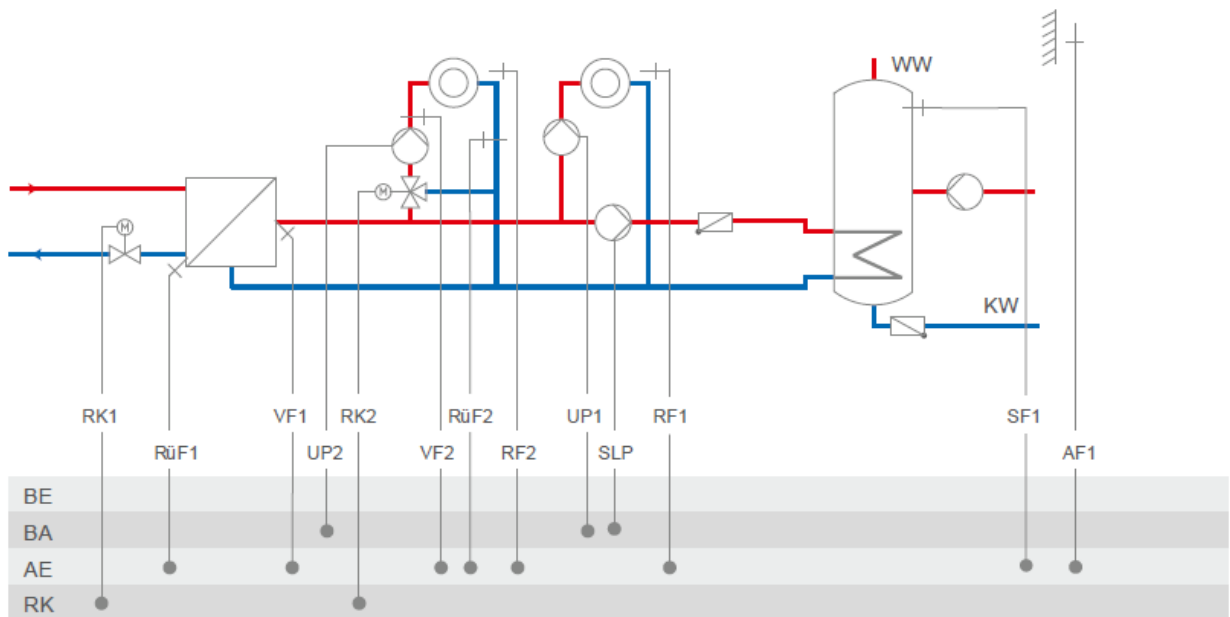 WW
M
M
KW
RK1 VF1 RK2 RüF2 UP1 RF1 SF1
RüF1 UP2 VF2 RF2 SLP AF1
BE
BA
AE
RK